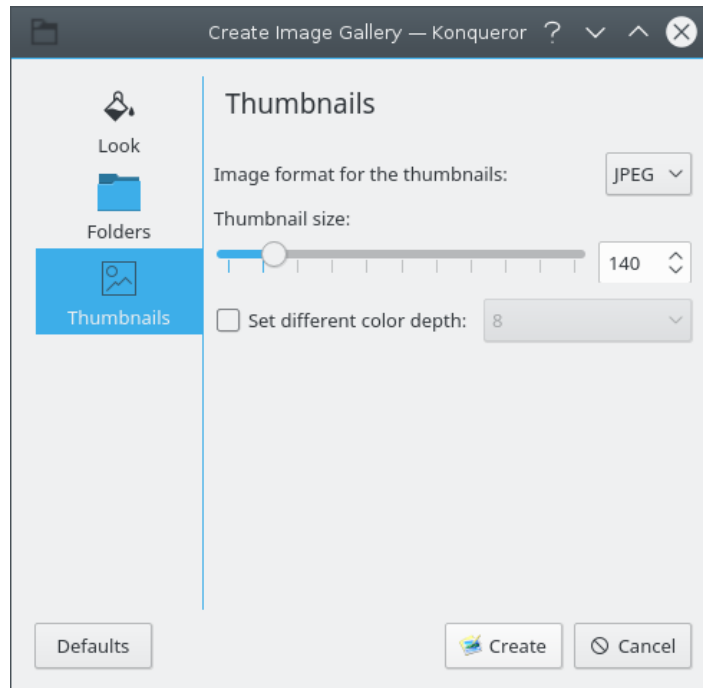 Create Image Gallery — Konqueror ?
Look
Folders
Thumbnails
Thumbnails
Image format for the thumbnails: JPEG
Thumbnail size:
140
Set different color depth: 8
Defaults Create Cancel